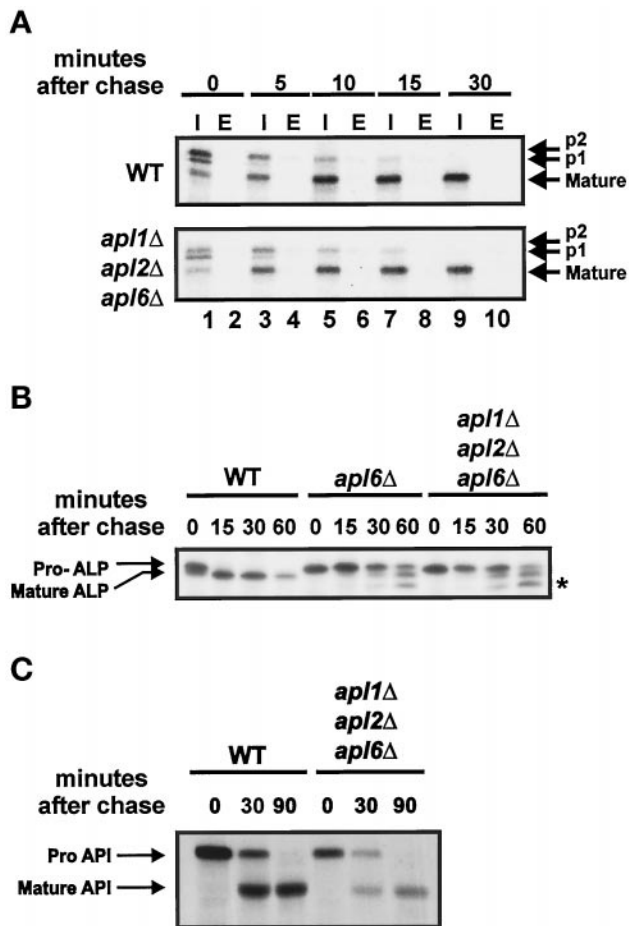 A
minutes
after chase 0 5 10 15 30
I E I E I E I E I E
WT
p2
p1
Mature
apl1Δ
apl2Δ
apl6Δ
p2
p1
Mature
1 2 3 4 5 6 7 8 9 10
B
apl1Δ
apl2Δ
WT apl6Δ apl6Δ
minutes
after chase 0 15 30 60 0 15 30 60 0 15 30 60
Pro- ALP
Mature ALP
*
C
apl1Δ
apl2Δ
WT apl6Δ
minutes
after chase 0 30 90 0 30 90
Pro API
Mature API